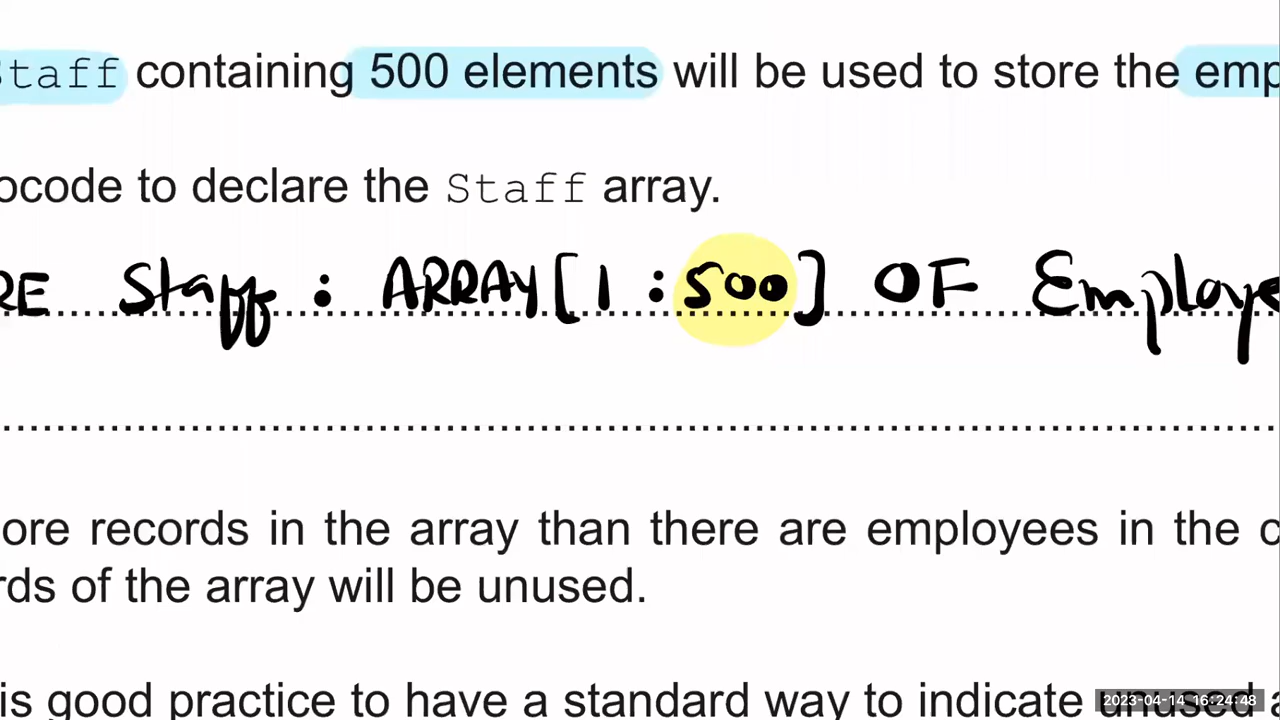 Staff containing 500 elements will be used to store the emp
ocode to declare the Staff array.
RE Staff : ARRAY[1:500] OF Employe
ore records in the array than there are employees in the c
rds of the array will be unused.
is good practice to have a standard way to indicate unused a
2023-04-14 16:24:48